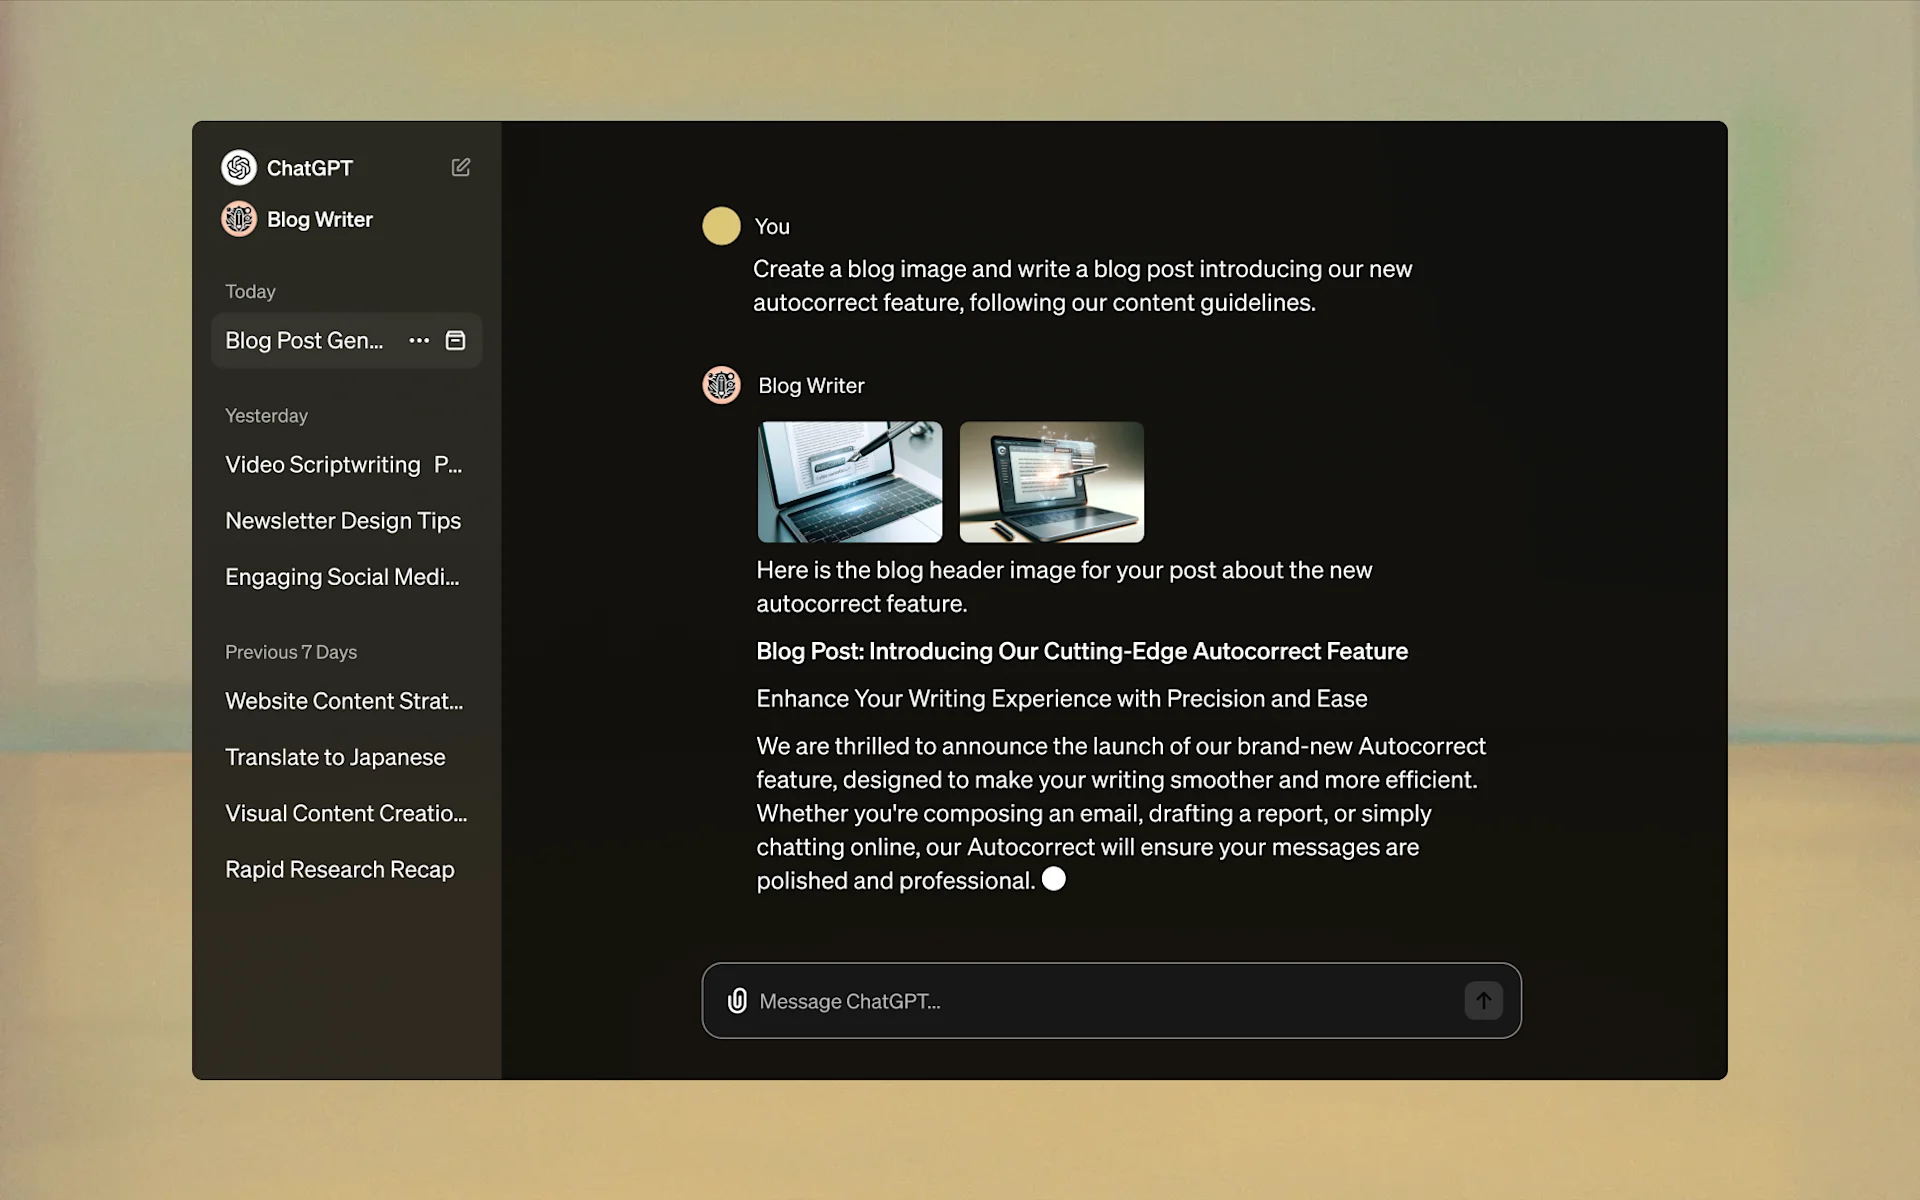 ChatGPT
Blog Writer
Today
Blog Post Gen...
Yesterday
Video Scriptwriting P...
Newsletter Design Tips
Engaging Social Medi...
Previous 7 Days
Website Content Strat...
Translate to Japanese
Visual Content Creatio...
Rapid Research Recap
You
Create a blog image and write a blog post introducing our new
autocorrect feature, following our content guidelines.
Blog Writer
Here is the blog header image for your post about the new
autocorrect feature.
Blog Post: Introducing Our Cutting-Edge Autocorrect Feature
Enhance Your Writing Experience with Precision and Ease
We are thrilled to announce the launch of our brand-new Autocorrect
feature, designed to make your writing smoother and more efficient.
Whether you're composing an email, drafting a report, or simply
chatting online, our Autocorrect will ensure your messages are
polished and professional.
Message ChatGPT...